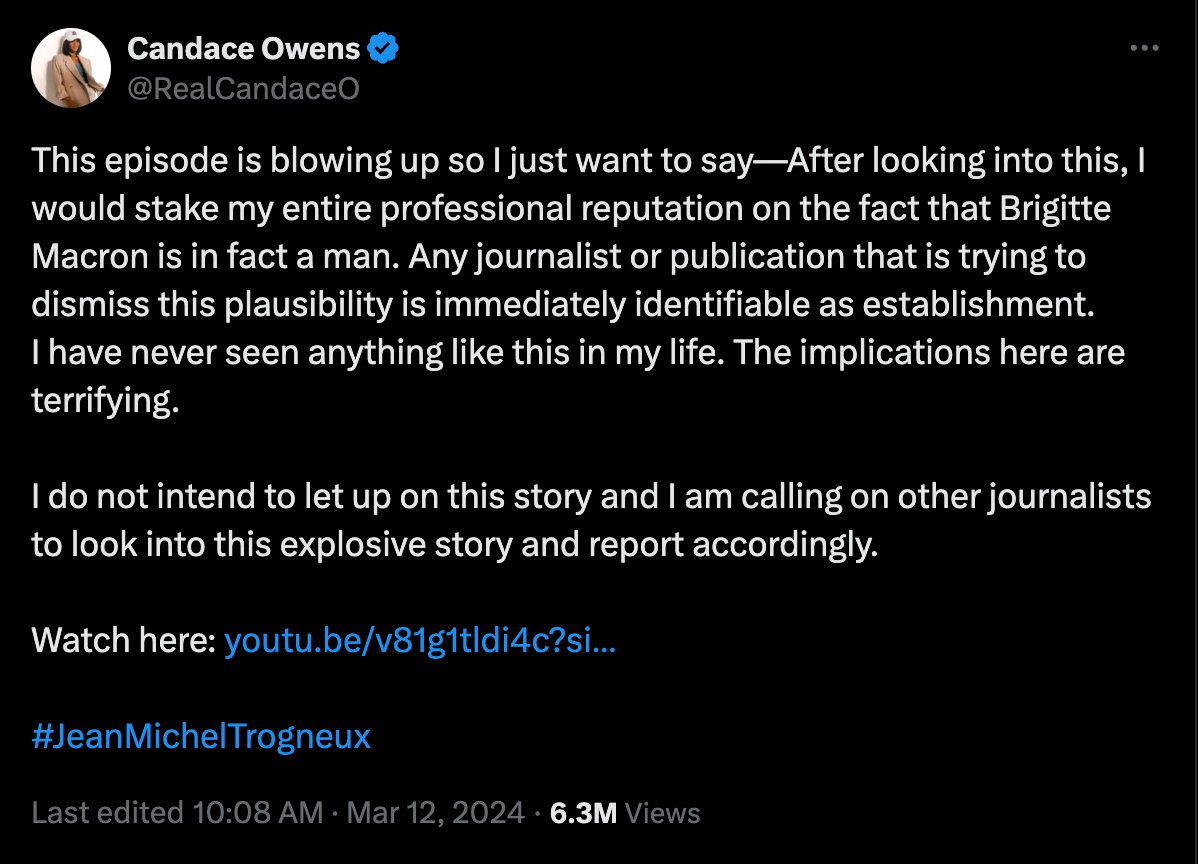 Candace Owens
@RealCandaceO
This episode is blowing up so I just want to say—After looking into this, I
would stake my entire professional reputation on the fact that Brigitte
Macron is in fact a man. Any journalist or publication that is trying to
dismiss this plausibility is immediately identifiable as establishment.
I have never seen anything like this in my life. The implications here are
terrifying.
I do not intend to let up on this story and I am calling on other journalists
to look into this explosive story and report accordingly.
Watch here: youtu.be/v81g1tldi4c?si...
#JeanMichelTrogneux
Last edited 10:08 AM · Mar 12, 2024 · 6.3M Views